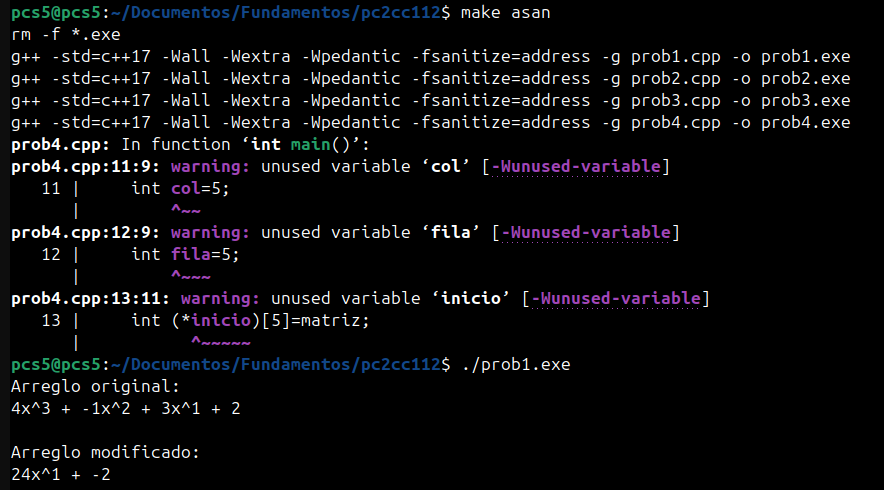 pcs5@pcs5:~/Documentos/Fundamentos/pc2cc112$ make asan
rm -f *.exe
g++ -std=c++17 -Wall -Wextra -Wpedantic -fsanitize=address -g prob1.cpp -o prob1.exe
g++ -std=c++17 -Wall -Wextra -Wpedantic -fsanitize=address -g prob2.cpp -o prob2.exe
g++ -std=c++17 -Wall -Wextra -Wpedantic -fsanitize=address -g prob3.cpp -o prob3.exe
g++ -std=c++17 -Wall -Wextra -Wpedantic -fsanitize=address -g prob4.cpp -o prob4.exe
prob4.cpp: In function ‘int main()’:
prob4.cpp:11:9: warning: unused variable ‘col’ [-Wunused-variable]
   11 |     int col=5;
      |         ^~~
prob4.cpp:12:9: warning: unused variable ‘fila’ [-Wunused-variable]
   12 |     int fila=5;
      |         ^~~~
prob4.cpp:13:11: warning: unused variable ‘inicio’ [-Wunused-variable]
   13 |     int (*inicio)[5]=matriz;
      |           ^~~~~~
pcs5@pcs5:~/Documentos/Fundamentos/pc2cc112$ ./prob1.exe
Arreglo original:
4x^3 + -1x^2 + 3x^1 + 2

Arreglo modificado:
24x^1 + -2